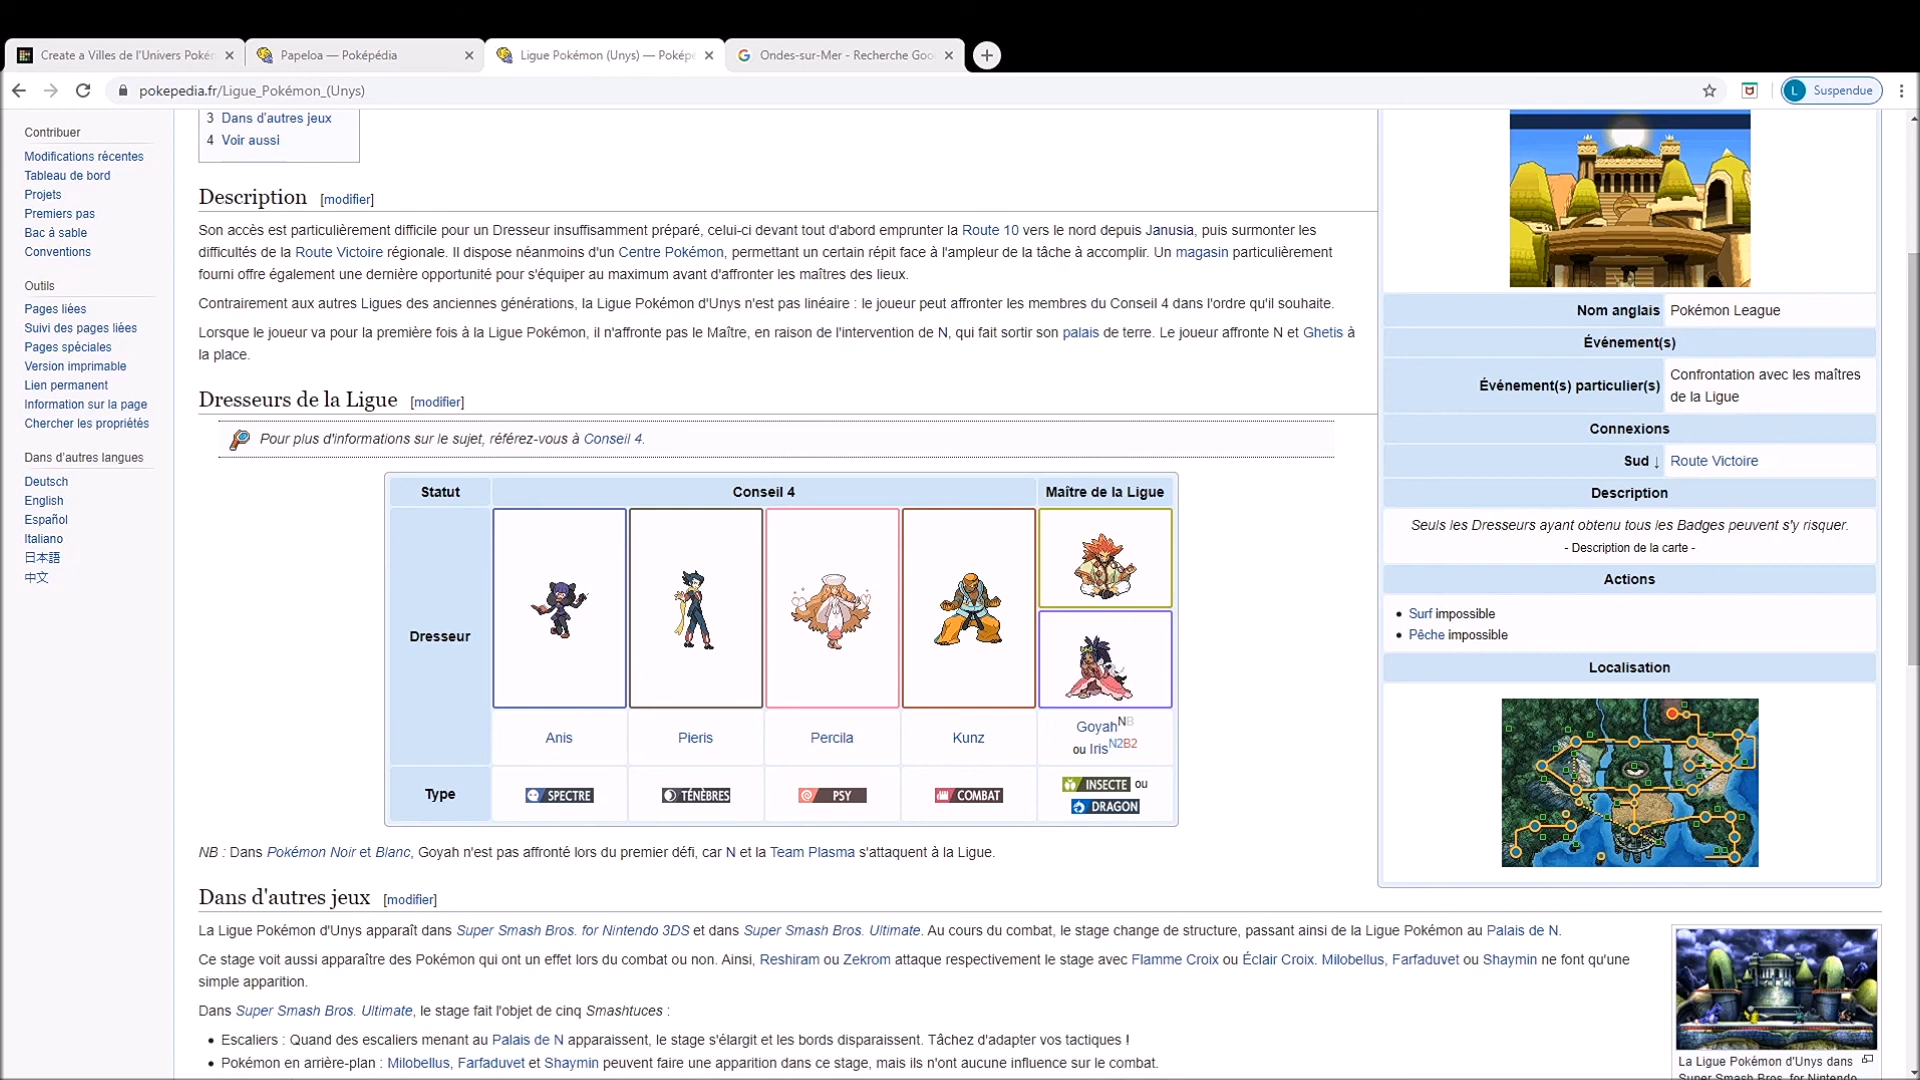 Create a Villes de l'Univers Poké
Papeloa — Poképédia
Ligue Pokémon (Unys) — Poképé
Ondes-sur-Mer - Recherche Goo
pokepedia.fr/Ligue_Pokémon_(Unys)
L Suspendue
Contribuer
Modifications récentes
Tableau de bord
Projets
Premiers pas
Bac à sable
Conventions
Outils
Pages liées
Suivi des pages liées
Pages spéciales
Version imprimable
Lien permanent
Information sur la page
Chercher les propriétés
Dans d'autres langues
Deutsch
English
Español
Italiano
日本語
中文
3 Dans d'autres jeux
4 Voir aussi
Description [modifier]
Son accès est particulièrement difficile pour un Dresseur insuffisamment préparé, celui-ci devant tout d'abord emprunter la Route 10 vers le nord depuis Janusia, puis surmonter les
difficultés de la Route Victoire régionale. Il dispose néanmoins d'un Centre Pokémon, permettant un certain répit face à l'ampleur de la tâche à accomplir. Un magasin particulièrement
fourni offre également une dernière opportunité pour s'équiper au maximum avant d'affronter les maîtres des lieux.
Contrairement aux autres Ligues des anciennes générations, la Ligue Pokémon d'Unys n'est pas linéaire : le joueur peut affronter les membres du Conseil 4 dans l'ordre qu'il souhaite.
Lorsque le joueur va pour la première fois à la Ligue Pokémon, il n'affronte pas le Maître, en raison de l'intervention de N, qui fait sortir son palais de terre. Le joueur affronte N et Ghetis à
la place.
Dresseurs de la Ligue [modifier]
Pour plus d'informations sur le sujet, référez-vous à Conseil 4.
Statut Conseil 4 Maître de la Ligue
Dresseur
Anis Pieris Percila Kunz Goyah NB
ou Iris N2B2
Type SPECTRE TÉNÈBRES PSY COMBAT INSECTE ou
DRAGON
NB : Dans Pokémon Noir et Blanc, Goyah n'est pas affronté lors du premier défi, car N et la Team Plasma s'attaquent à la Ligue.
Dans d'autres jeux [modifier]
La Ligue Pokémon d'Unys apparaît dans Super Smash Bros. for Nintendo 3DS et dans Super Smash Bros. Ultimate. Au cours du combat, le stage change de structure, passant ainsi de la Ligue Pokémon au Palais de N.
Ce stage voit aussi apparaître des Pokémon qui ont un effet lors du combat ou non. Ainsi, Reshiram ou Zekrom attaque respectivement le stage avec Flamme Croix ou Éclair Croix. Milobellus, Farfaduvet ou Shaymin ne font qu'une
simple apparition.
Dans Super Smash Bros. Ultimate, le stage fait l'objet de cinq Smashtuces :
Escaliers : Quand des escaliers menant au Palais de N apparaissent, le stage s'élargit et les bords disparaissent. Tâchez d'adapter vos tactiques !
Pokémon en arrière-plan : Milobellus, Farfaduvet et Shaymin peuvent faire une apparition dans ce stage, mais ils n'ont aucune influence sur le combat.
Nom anglais Pokémon League
Événement(s)
Événement(s) particulier(s) Confrontation avec les maîtres
de la Ligue
Connexions
Sud ↓ Route Victoire
Description
Seuls les Dresseurs ayant obtenu tous les Badges peuvent s'y risquer.
- Description de la carte -
Actions
Surf impossible
Pêche impossible
Localisation
La Ligue Pokémon d'Unys dans
Super Smash Bros. for Nintendo